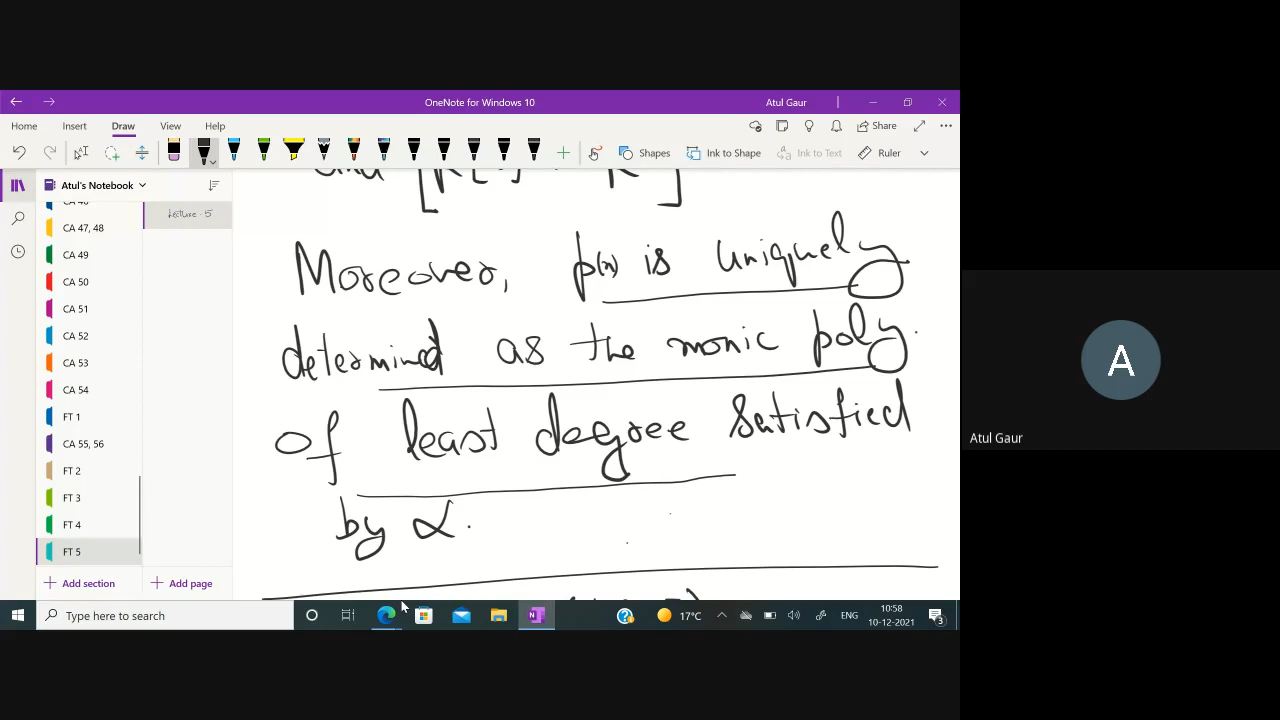 OneNote for Windows 10
Atul Gaur
Home Insert Draw View Help
Share
Shapes
Ink to Shape
Ink to Text
Ruler
Atul's Notebook
Lecture - 5
CA 47, 48
CA 49
CA 50
CA 51
CA 52
CA 53
CA 54
FT 1
CA 55, 56
FT 2
FT 3
FT 4
FT 5
Add section
Add page
and
Moreover, p(x) is uniquely
determined as the monic poly.
of least degree satisfied
by α.
Type here to search
17°C
ENG
10:58
10-12-2021
3
A
Atul Gaur